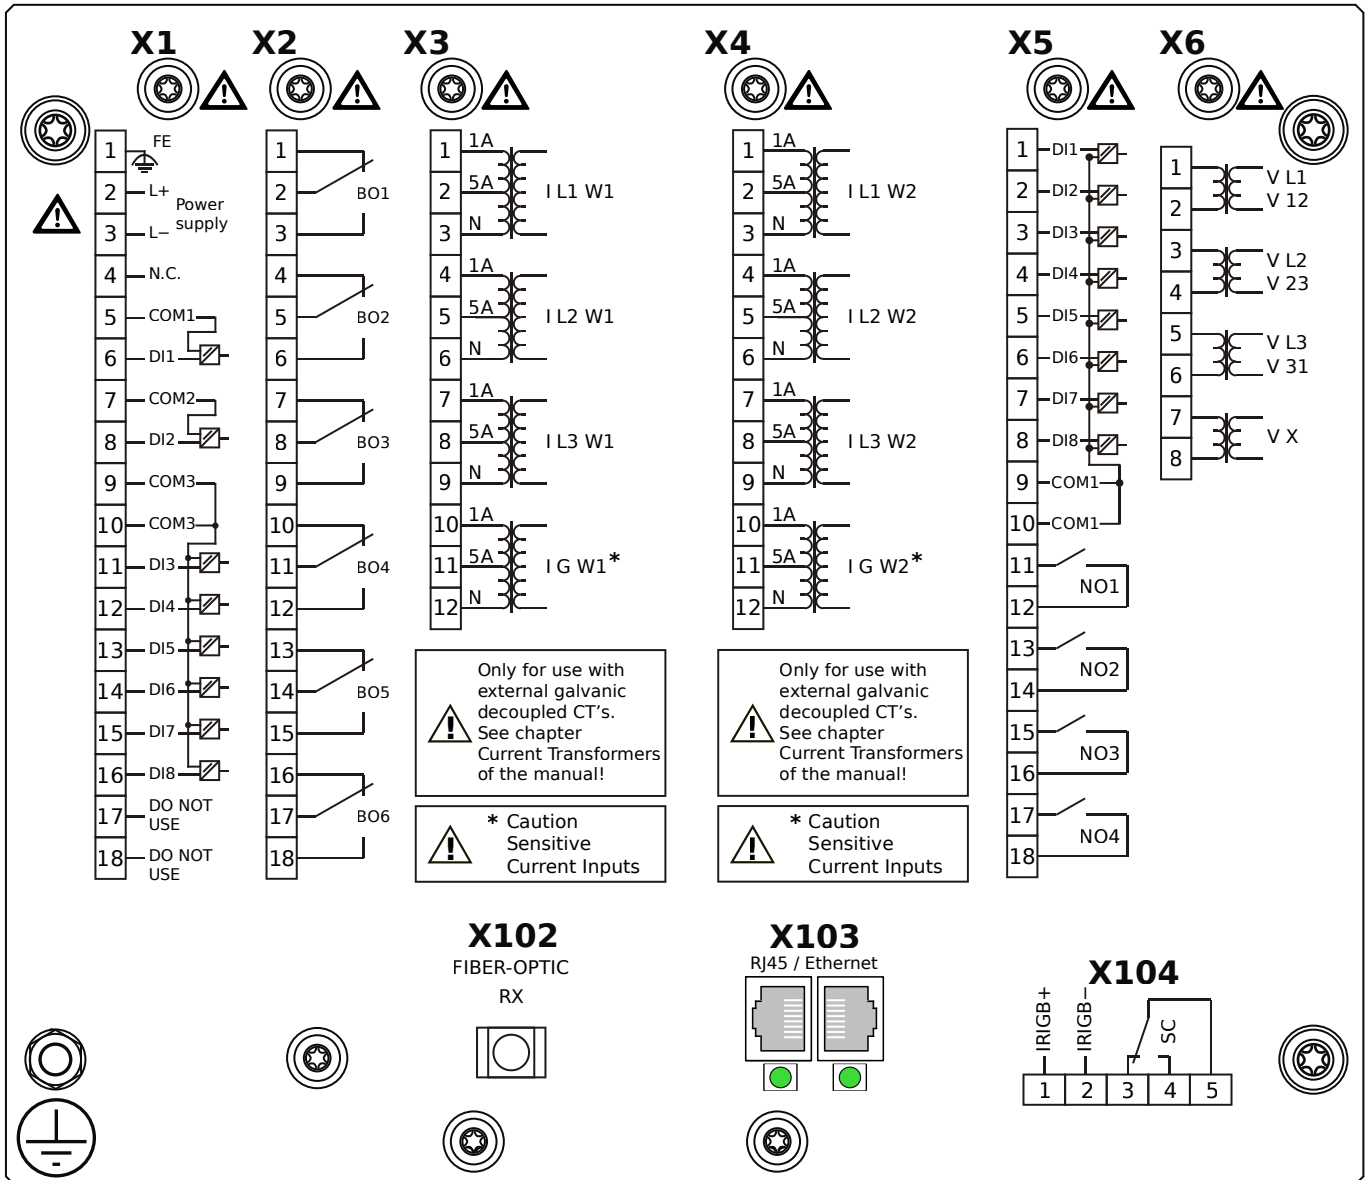 X1
X2
X3
X4
X5
X6
1
FE
2
L+
Power
supply
3
L−
4
N.C.
5
COM1
6
DI1
7
COM2
8
DI2
9
COM3
10
COM3
11
DI3
12
DI4
13
DI5
14
DI6
15
DI7
16
DI8
17
DO NOT
USE
18
DO NOT
USE
1
2
BO1
3
4
5
BO2
6
7
8
BO3
9
10
11
BO4
12
13
14
BO5
15
16
17
BO6
18
1
1A
2
5A
I L1 W1
3
N
4
1A
5
5A
I L2 W1
6
N
7
1A
8
5A
I L3 W1
9
N
10
1A
11
5A
I G W1*
12
N
Only for use with
external galvanic
decoupled CT's.
See chapter
Current Transformers
of the manual!
* Caution
Sensitive
Current Inputs
1
1A
2
5A
I L1 W2
3
N
4
1A
5
5A
I L2 W2
6
N
7
1A
8
5A
I L3 W2
9
N
10
1A
11
5A
I G W2*
12
N
Only for use with
external galvanic
decoupled CT's.
See chapter
Current Transformers
of the manual!
* Caution
Sensitive
Current Inputs
1
DI1
2
DI2
3
DI3
4
DI4
5
DI5
6
DI6
7
DI7
8
DI8
9
COM1
10
COM1
11
NO1
12
13
NO2
14
15
NO3
16
17
NO4
18
1
V L1
V 12
2
3
V L2
V 23
4
5
V L3
V 31
6
7
V X
8
X102
FIBER-OPTIC
RX
X103
RJ45 / Ethernet
X104
IRIGB+
IRIGB−
SC
1 2 3 4 5